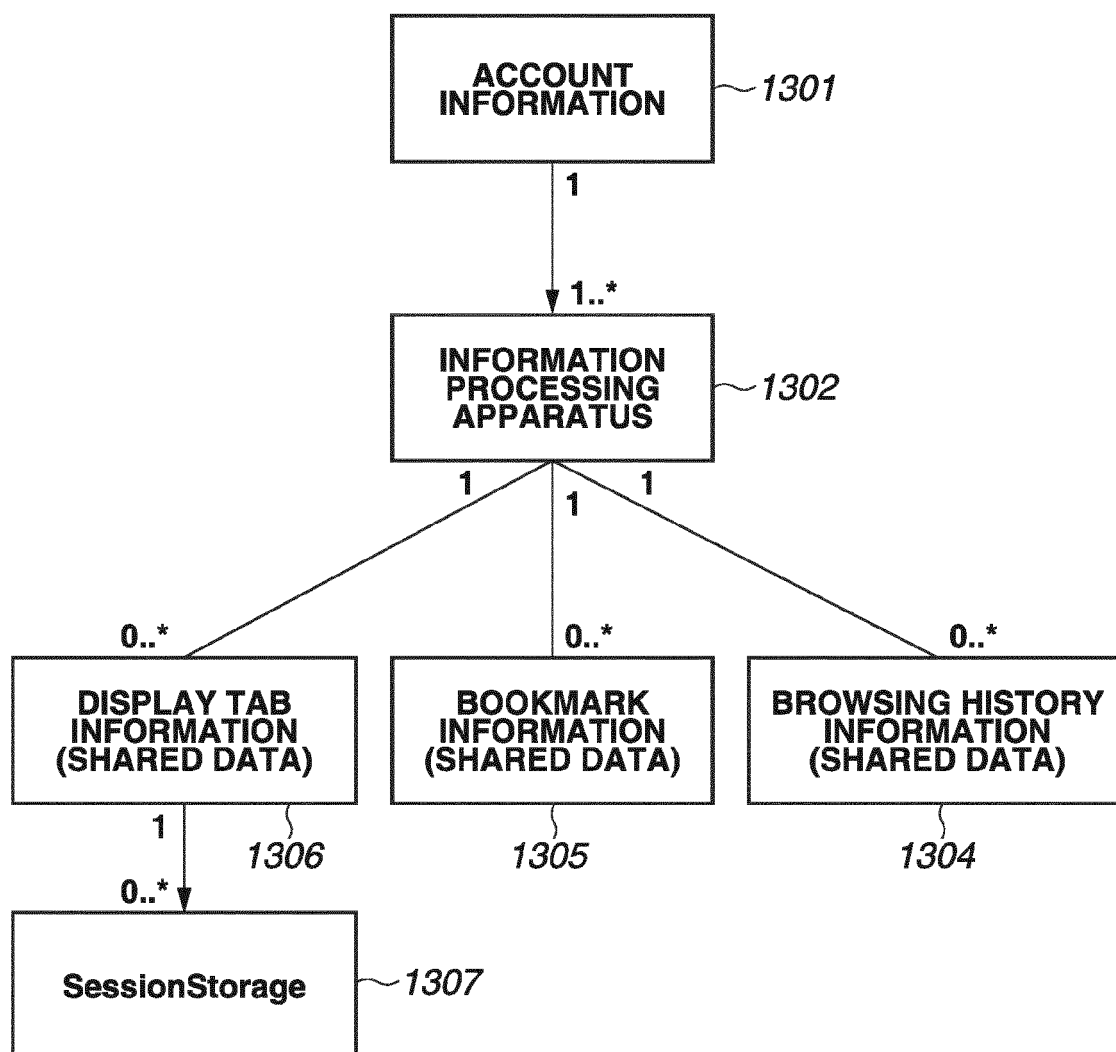 ACCOUNT
INFORMATION
1301
1
1..*
INFORMATION
PROCESSING
APPARATUS
1302
1
1
1
0..*
0..*
0..*
DISPLAY TAB
INFORMATION
(SHARED DATA)
BOOKMARK
INFORMATION
(SHARED DATA)
BROWSING HISTORY
INFORMATION
(SHARED DATA)
1
1306
1305
1304
0..*
SessionStorage
1307